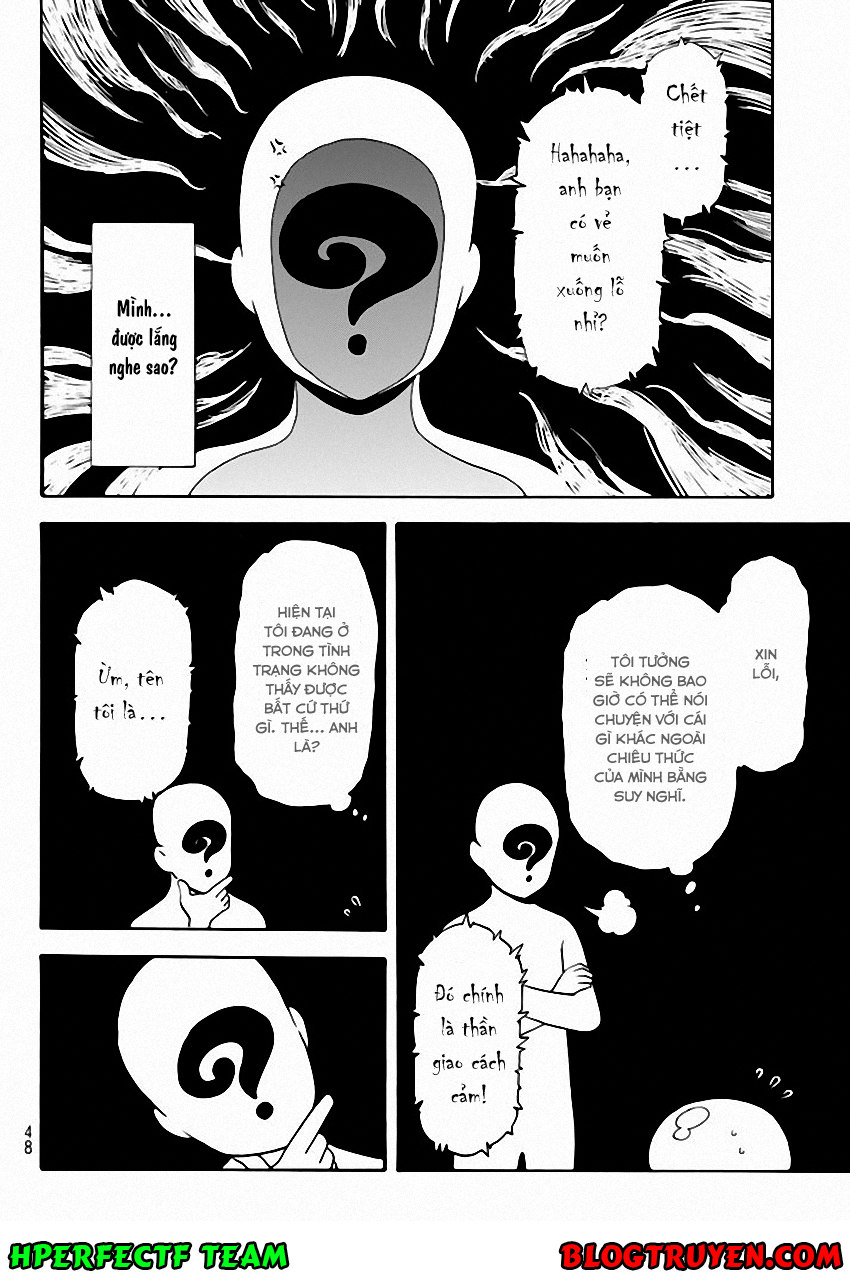 Chết
tiệt
...
Hahahaha,
anh bạn
có vẻ
muốn
xuống lỗ
nhỉ?
Mình...
được lắng
nghe sao?
XIN
LỖI,
TÔI TƯỞNG
SẼ KHÔNG BAO
GIỜ CÓ THỂ NÓI
CHUYỆN VỚI CÁI
GÌ KHÁC NGOÀI
CHIÊU THỨC
CỦA MÌNH BẰNG
SUY NGHĨ.
Đó chính
là thần
giao cách
cảm!
HIỆN TẠI
TÔI ĐANG Ở
TRONG TÌNH
TRẠNG KHÔNG
THẤY ĐƯỢC
BẤT CỨ THỨ
GÌ. THẾ... ANH
LÀ?
Ừm, tên
tôi là...
?
?
?
?
48
HPERFECTF TEAM
BLOGTRUYEN.COM